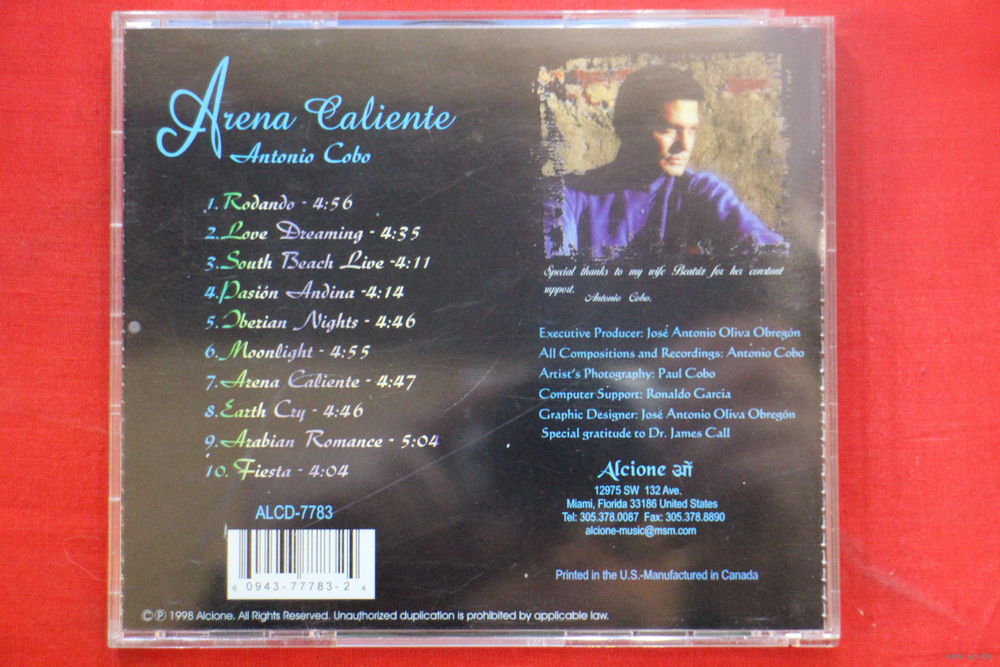 Arena Caliente
Antonio Cobo
1. Rodando - 4:56
2. Love Dreaming - 4:35
3. South Beach Live -4:11
4. Pasión Andina -4:14
5. Iberian Nights - 4:46
6. Moonlight - 4:55
7. Arena Caliente - 4:47
8. Earth Cry - 4:46
9. Arabian Romance - 5:04
10. Fiesta - 4:04
ALCD-7783
6 0943-77783-2 4
Special thanks to my wife Beatriz for her constant
support.
Antonio Cobo.
Executive Producer: José Antonio Oliva Obregón
All Compositions and Recordings: Antonio Cobo
Artist's Photography: Paul Cobo
Computer Support: Ronaldo Garcia
Graphic Designer: José Antonio Oliva Obregón
Special gratitude to Dr. James Call
Alcione ओं
12975 SW 132 Ave.
Miami, Florida 33186 United States
Tel: 305.378.0087 Fax: 305.378.8890
alcione-music@msm.com
Printed in the U.S.-Manufactured in Canada
© ℗ 1998 Alcione. All Rights Reserved. Unauthorized duplication is prohibited by applicable law.